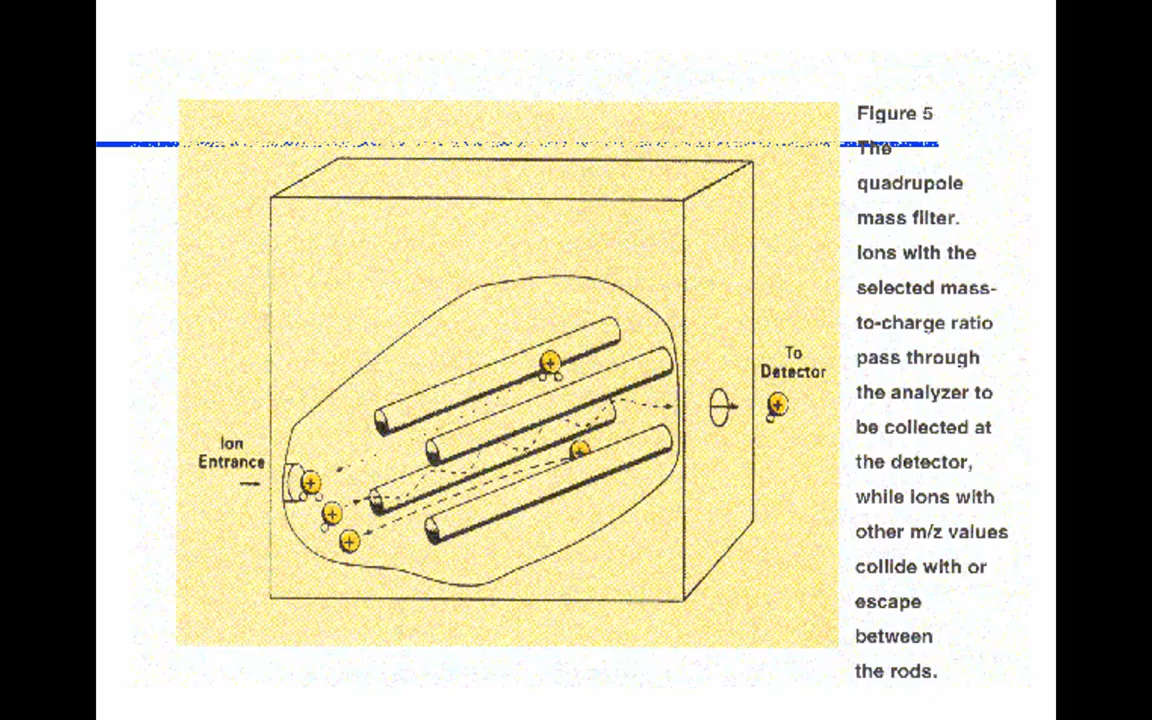 Figure 5
The
quadrupole
mass filter.
Ions with the
selected mass-
to-charge ratio
pass through
the analyzer to
be collected at
the detector,
while ions with
other m/z values
collide with or
escape
between
the rods.
To
Detector
Ion
Entrance
+
+
+
+
+
+